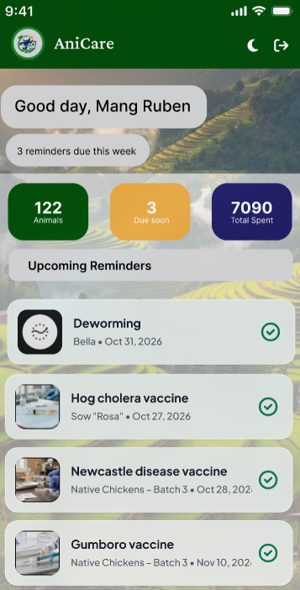 9:41
AniCare
Good day, Mang Ruben
3 reminders due this week
122
Animals
3
Due soon
7090
Total Spent
Upcoming Reminders
Deworming
Bella • Oct 31, 2026
Hog cholera vaccine
Sow "Rosa" • Oct 27, 2026
Newcastle disease vaccine
Native Chickens – Batch 3 • Oct 28, 202
Gumboro vaccine
Native Chickens – Batch 3 • Nov 10, 202